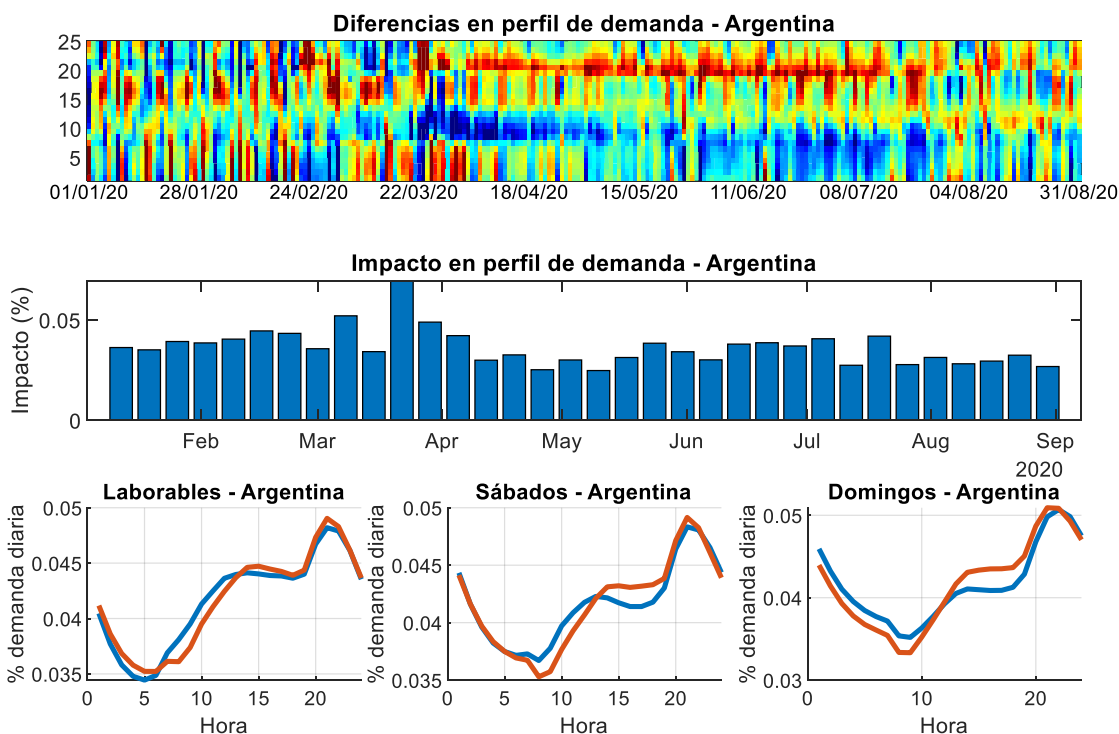 Diferencias en perfil de demanda - Argentina
25
20
15
10
5
01/01/20 28/01/20 24/02/20 22/03/20 18/04/20 15/05/20 11/06/20 08/07/20 04/08/20 31/08/20
Impacto en perfil de demanda - Argentina
Impacto (%)
0.05
0
Feb Mar Apr May Jun Jul Aug Sep
2020
Laborables - Argentina
% demanda diaria
0.05
0.045
0.04
0.035
0 5 10 15 20
Hora
Sábados - Argentina
% demanda diaria
0.05
0.045
0.04
0.035
0 5 10 15 20
Hora
Domingos - Argentina
% demanda diaria
0.05
0.04
0.03
0 10 20
Hora